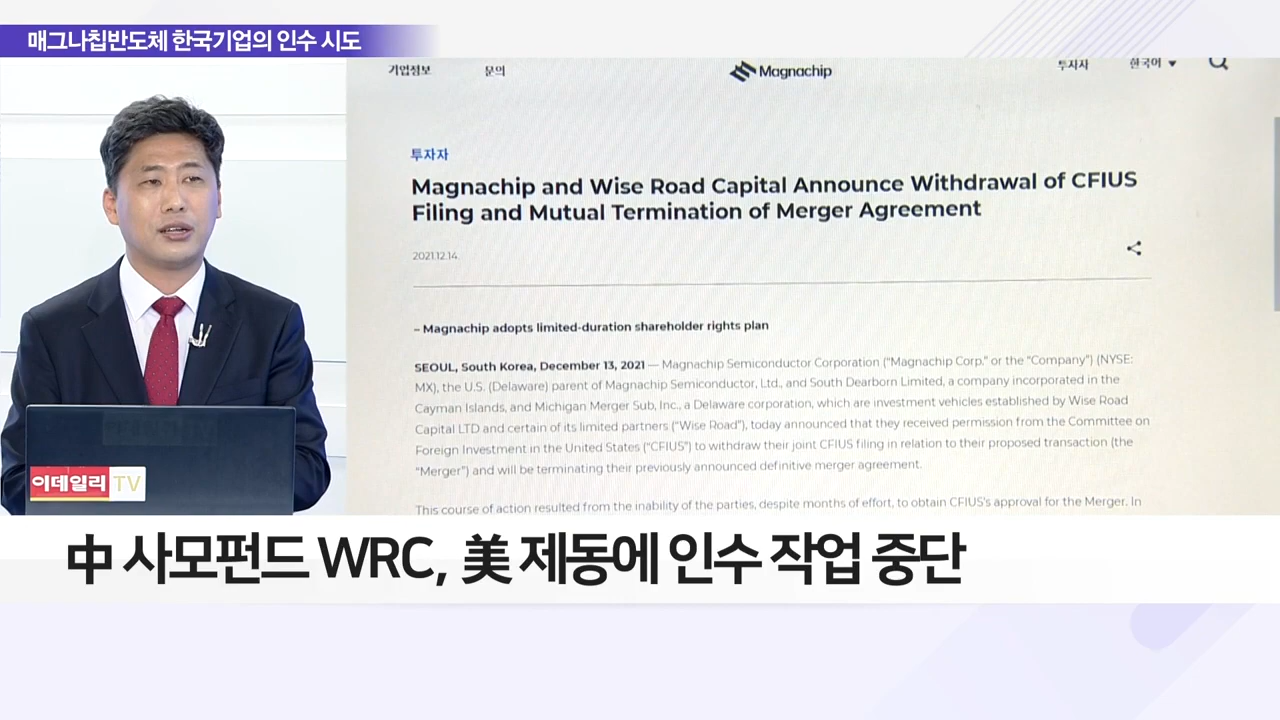 매그나칩반도체 한국기업의 인수 시도
기업정보 문의 Magnachip 투자자 한국어
투자자
Magnachip and Wise Road Capital Announce Withdrawal of CFIUS
Filing and Mutual Termination of Merger Agreement
2021.12.14.
– Magnachip adopts limited-duration shareholder rights plan
SEOUL, South Korea, December 13, 2021 — Magnachip Semiconductor Corporation (“Magnachip Corp.” or the “Company”) (NYSE:
MX), the U.S. (Delaware) parent of Magnachip Semiconductor, Ltd., and South Dearborn Limited, a company incorporated in the
Cayman Islands, and Michigan Merger Sub, Inc., a Delaware corporation, which are investment vehicles established by Wise Road
Capital LTD and certain of its limited partners (“Wise Road”), today announced that they received permission from the Committee on
Foreign Investment in the United States (“CFIUS”) to withdraw their joint CFIUS filing in relation to their proposed transaction (the
“Merger”) and will be terminating their previously announced definitive merger agreement.
This course of action resulted from the inability of the parties, despite months of effort, to obtain CFIUS’s approval for the Merger. In
이데일리 TV
中 사모펀드 WRC, 美 제동에 인수 작업 중단